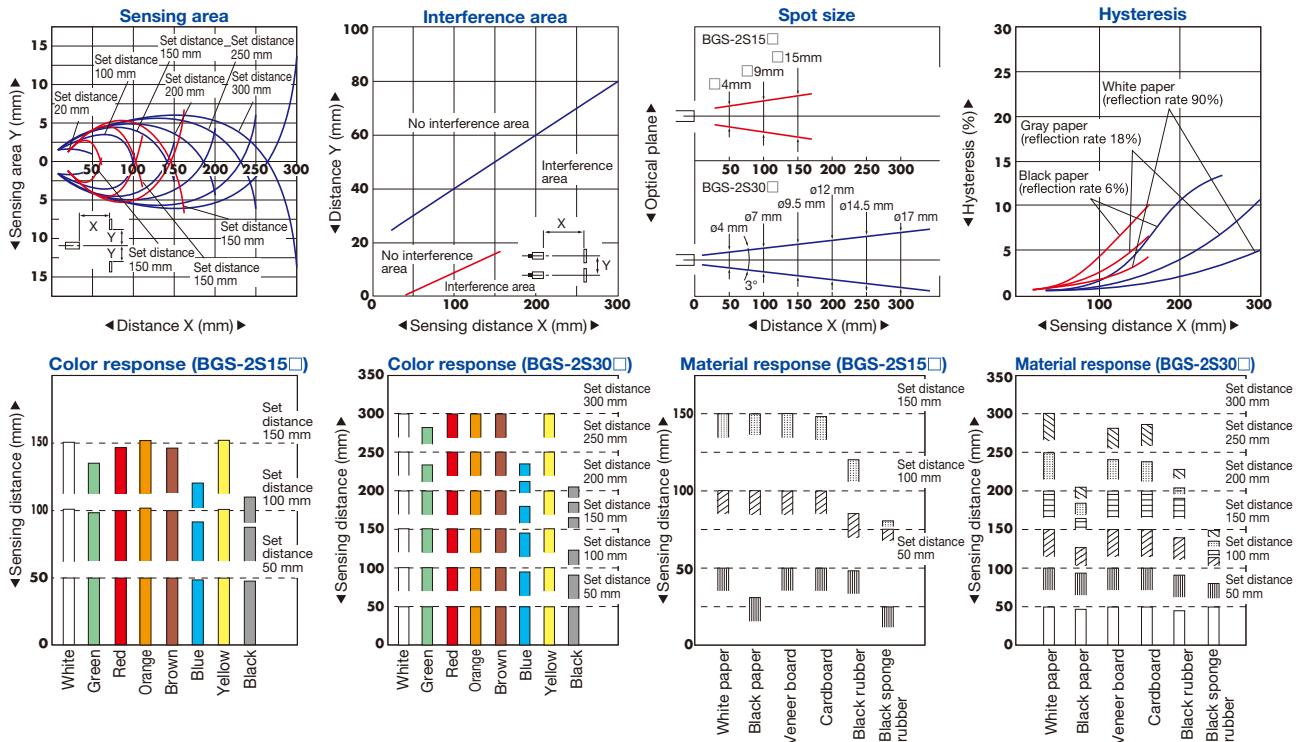 Sensing area
Sensing area Y (mm)
15
10
5
0
5
10
15
Set distance
20 mm
Set distance
100 mm
Set distance
150 mm
Set distance
200 mm
Set distance
250 mm
Set distance
300 mm
50
100
150
200
250
300
Set distance
150 mm
Set distance
150 mm
Set distance
150 mm
X
Y
Y
Distance X (mm)
Interference area
Distance Y (mm)
100
80
60
40
20
0
No interference area
Interference
area
No interference
area
Interference area
X
Y
100
200
300
Sensing distance X (mm)
Spot size
Optical plane
BGS-2S15□
□15mm
□9mm
□4mm
50
100
150
200
250
300
BGS-2S30□
ø4 mm
ø7 mm
ø9.5 mm
ø12 mm
ø14.5 mm
ø17 mm
3°
50
100
150
200
250
300
Distance X (mm)
Hysteresis
Hysteresis (%)
30
25
20
15
10
5
0
White paper
(reflection rate 90%)
Gray paper
(reflection rate 18%)
Black paper
(reflection rate 6%)
100
200
300
Sensing distance X (mm)
Color response (BGS-2S15□)
Sensing distance (mm)
150
100
50
0
Set
distance
150 mm
Set
distance
100 mm
Set
distance
50 mm
White
Green
Red
Orange
Brown
Blue
Yellow
Black
Color response (BGS-2S30□)
Sensing distance (mm)
350
300
250
200
150
100
50
0
Set distance
300 mm
Set distance
250 mm
Set distance
200 mm
Set distance
150 mm
Set distance
100 mm
Set distance
50 mm
White
Green
Red
Orange
Brown
Blue
Yellow
Black
Material response (BGS-2S15□)
Sensing distance (mm)
150
100
50
0
Set distance
150 mm
Set distance
100 mm
Set distance
50 mm
White paper
Black paper
Veneer board
Cardboard
Black rubber
Black sponge
rubber
Material response (BGS-2S30□)
Sensing distance (mm)
350
300
250
200
150
100
50
0
Set distance
300 mm
Set distance
250 mm
Set distance
200 mm
Set distance
150 mm
Set distance
100 mm
Set distance
50 mm
White paper
Black paper
Veneer board
Cardboard
Black rubber
Black sponge
rubber